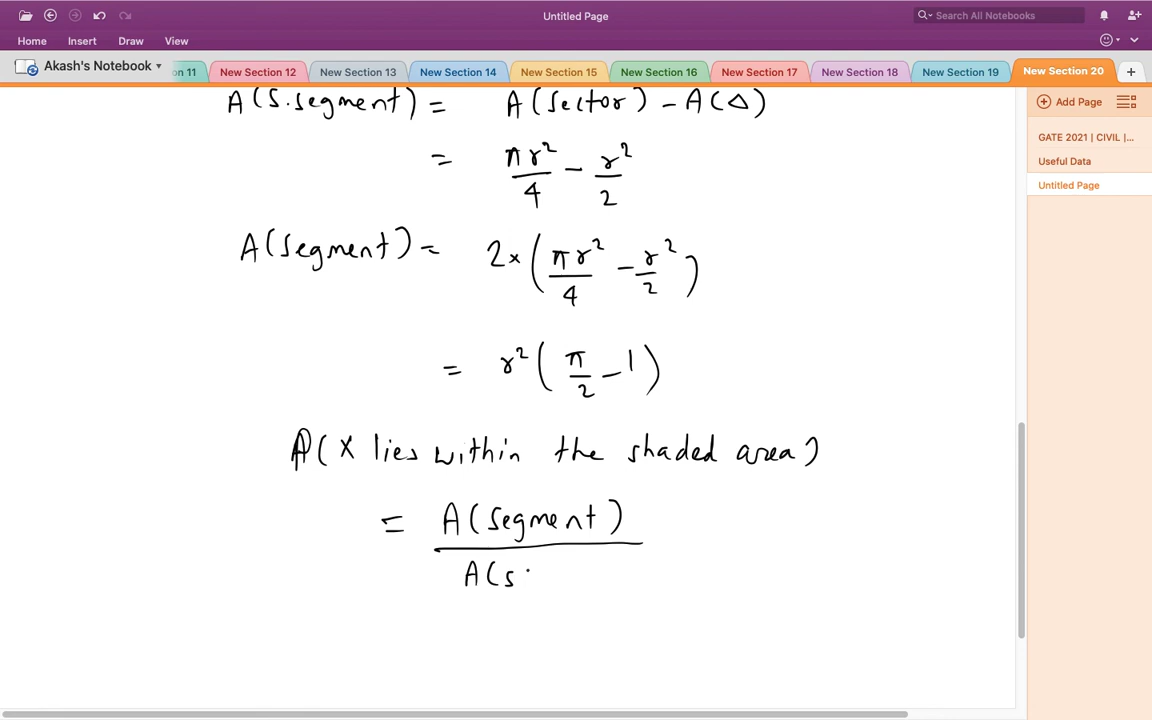 Untitled Page
Search All Notebooks
Home Insert Draw View
Akash's Notebook
on 11 New Section 12 New Section 13 New Section 14 New Section 15 New Section 16 New Section 17 New Section 18 New Section 19 New Section 20
Add Page
GATE 2021 | CIVIL |...
Useful Data
Untitled Page
A(S.segment) = A(sector) - A(Δ)
= πr²/4 - r²/2
A(segment) = 2×(πr²/4 - r²/2)
= r²(π/2 - 1)
P(X lies within the shaded area)
= A(segment)
A(s